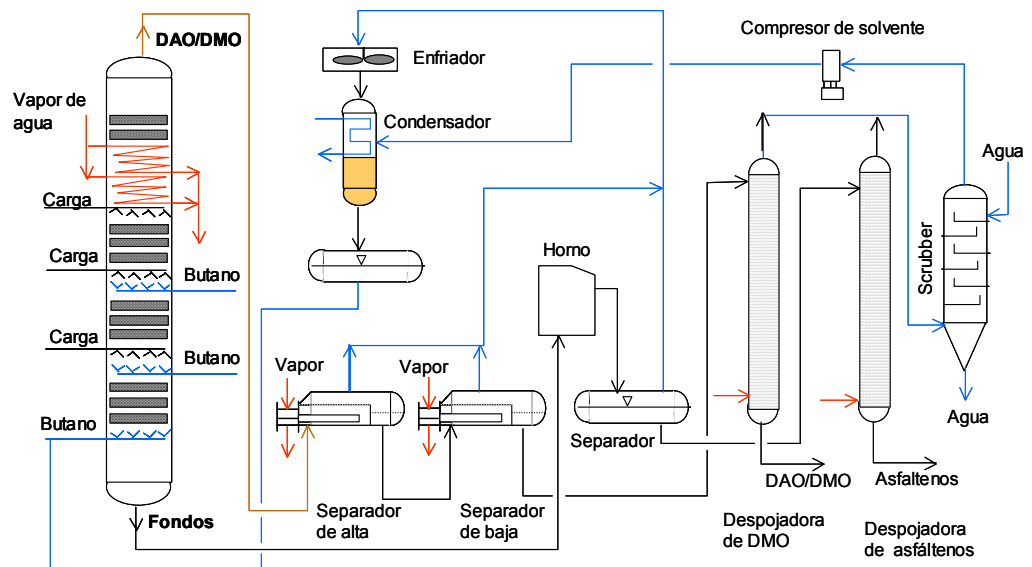 DAO/DMO
Vapor de
agua
Carga
Carga
Butano
Carga
Butano
Butano
Fondos
Enfriador
Condensador
Compresor de solvente
Agua
Scrubber
Agua
Horno
Vapor
Vapor
Separador
de alta
Separador
de baja
Separador
DAO/DMO
Asfaltenos
Despojadora
de DMO
Despojadora
de asfáltenos